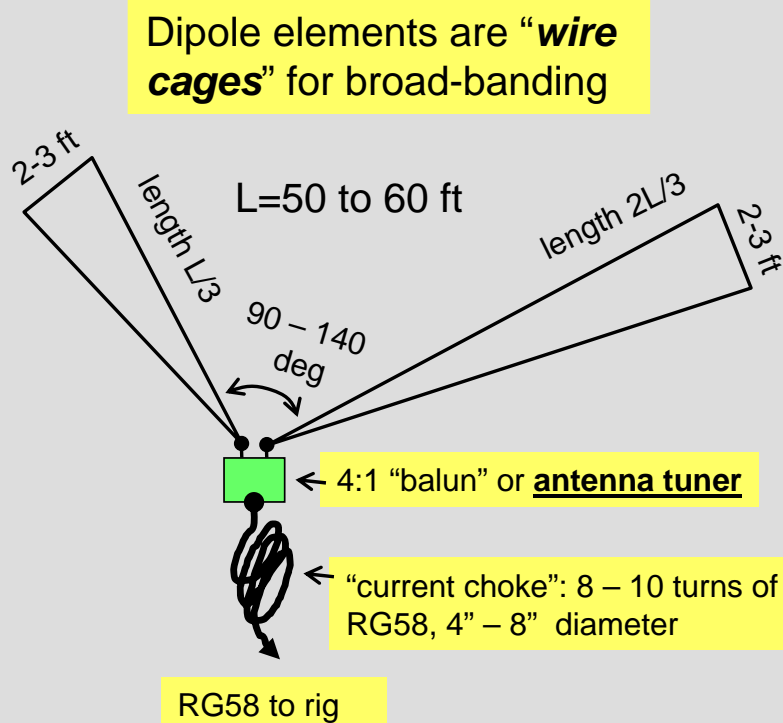 Dipole elements are “wire
cages” for broad-banding
2-3 ft
length L/3
L=50 to 60 ft
length 2L/3
2-3 ft
90 – 140
deg
4:1 “balun” or antenna tuner
“current choke”: 8 – 10 turns of
RG58, 4” – 8” diameter
RG58 to rig